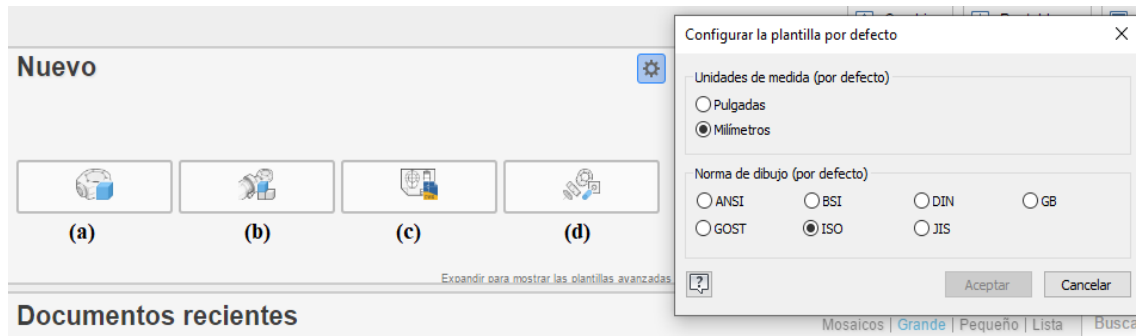 Configurar la plantilla por defecto
Nuevo
Unidades de medida (por defecto)
Pulgadas
Milímetros
Norma de dibujo (por defecto)
ANSI BSI DIN GB
GOST ISO JIS
(a) (b) (c) (d)
Expandir para mostrar las plantillas avanzadas
Aceptar Cancelar
Documentos recientes
Mosaicos | Grande | Pequeño | Lista